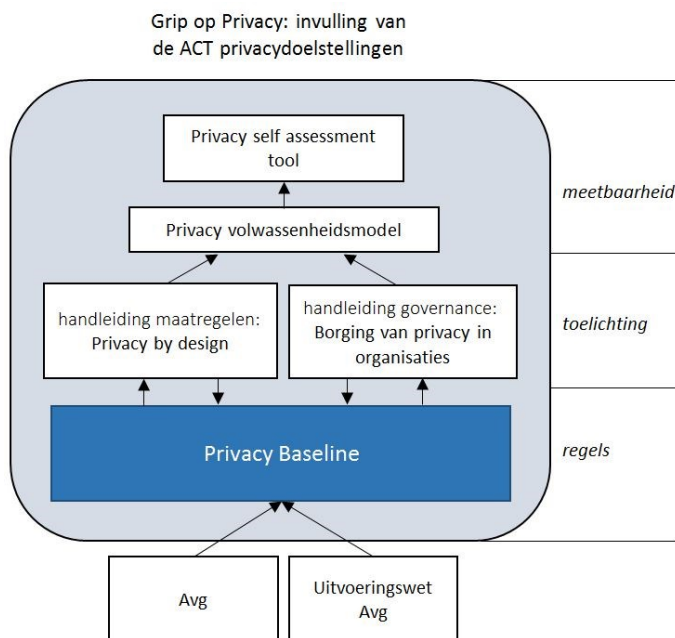 Grip op Privacy: invulling van
de ACT privacydoelstellingen
Privacy self assessment
tool
meetbaarheid
Privacy volwassenheidsmodel
handleiding maatregelen:
Privacy by design
handleiding governance:
Borging van privacy in
organisaties
toelichting
Privacy Baseline
regels
Avg
Uitvoeringswet
Avg